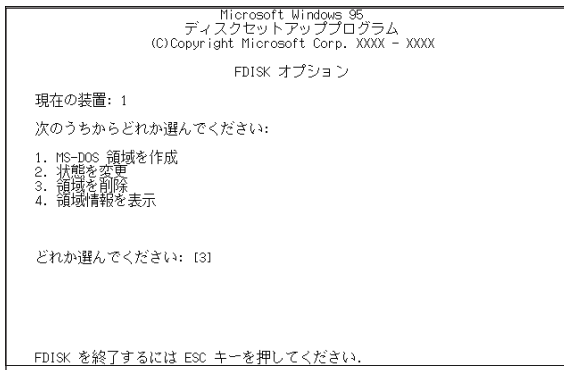 Microsoft Windows 95
ディスクセットアッププログラム
(C)Copyright Microsoft Corp. XXXX - XXXX
FDISK オプション
現在の装置: 1
次のうちからどれか選んでください:
1. MS-DOS 領域を作成
2. 状態を変更
3. 領域を削除
4. 領域情報を表示
どれか選んでください: [3]
FDISK を終了するには ESC キーを押してください.